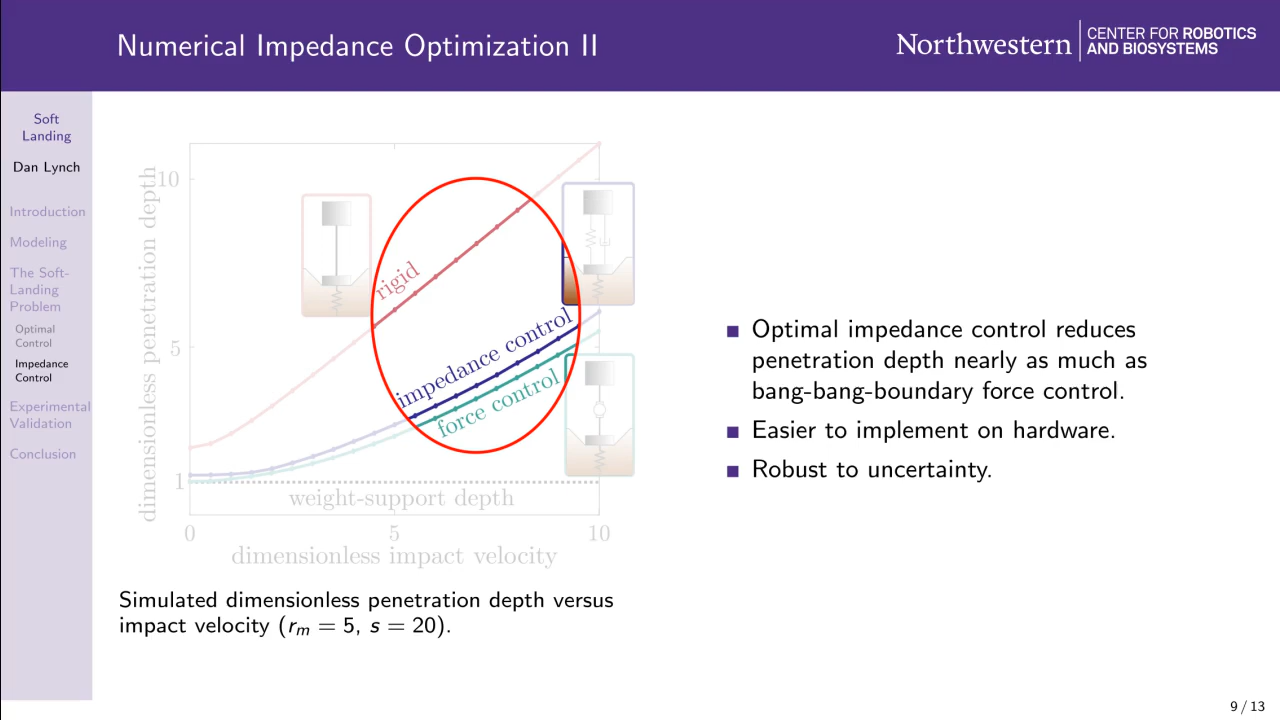 Numerical Impedance Optimization II
Northwestern
CENTER FOR ROBOTICS
AND BIOSYSTEMS
Soft
Landing
Dan Lynch
Introduction
Modeling
The Soft-
Landing
Problem
Optimal
Control
Impedance
Control
Experimental
Validation
Conclusion
dimensionless penetration depth
10
5
1
rigid
impedance control
force control
weight-support depth
0
5
10
dimensionless impact velocity
Simulated dimensionless penetration depth versus
impact velocity (rₘ = 5, s = 20).
Optimal impedance control reduces
penetration depth nearly as much as
bang-bang-boundary force control.
Easier to implement on hardware.
Robust to uncertainty.
9 / 13